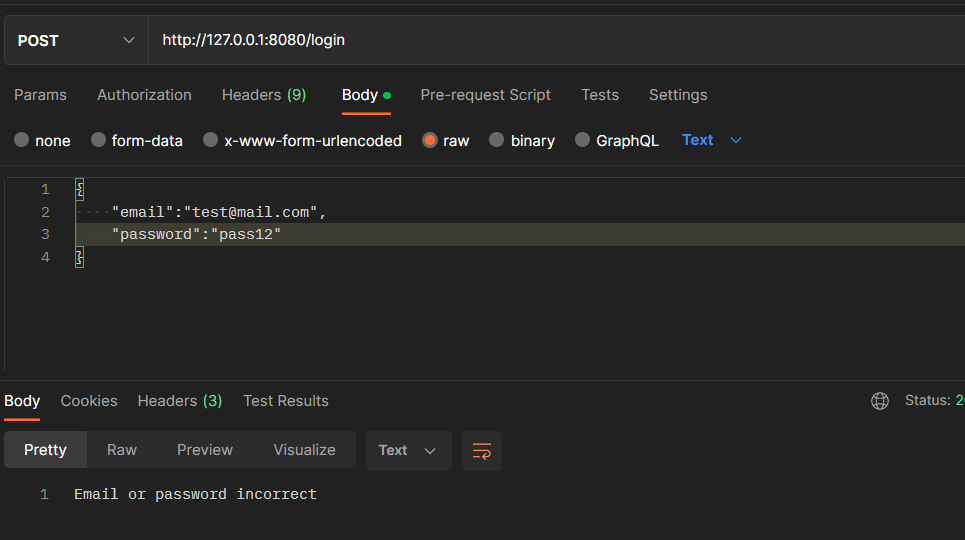 POST http://127.0.0.1:8080/login
Params Authorization Headers (9) Body Pre-request Script Tests Settings
none form-data x-www-form-urlencoded raw binary GraphQL Text
1 {
2 "email":"test@mail.com",
3 "password":"pass12"
4 }
Body Cookies Headers (3) Test Results Status: 2
Pretty Raw Preview Visualize Text
1 Email or password incorrect